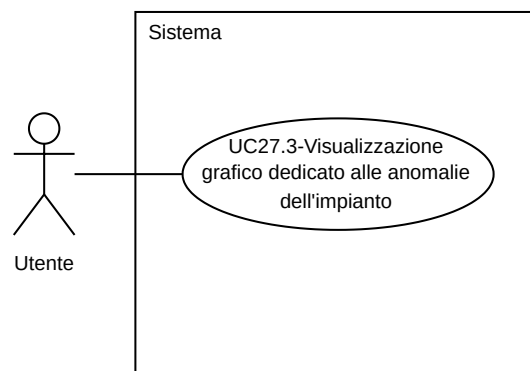 Sistema
UC27.3-Visualizzazione
grafico dedicato alle anomalie
dell'impianto
Utente